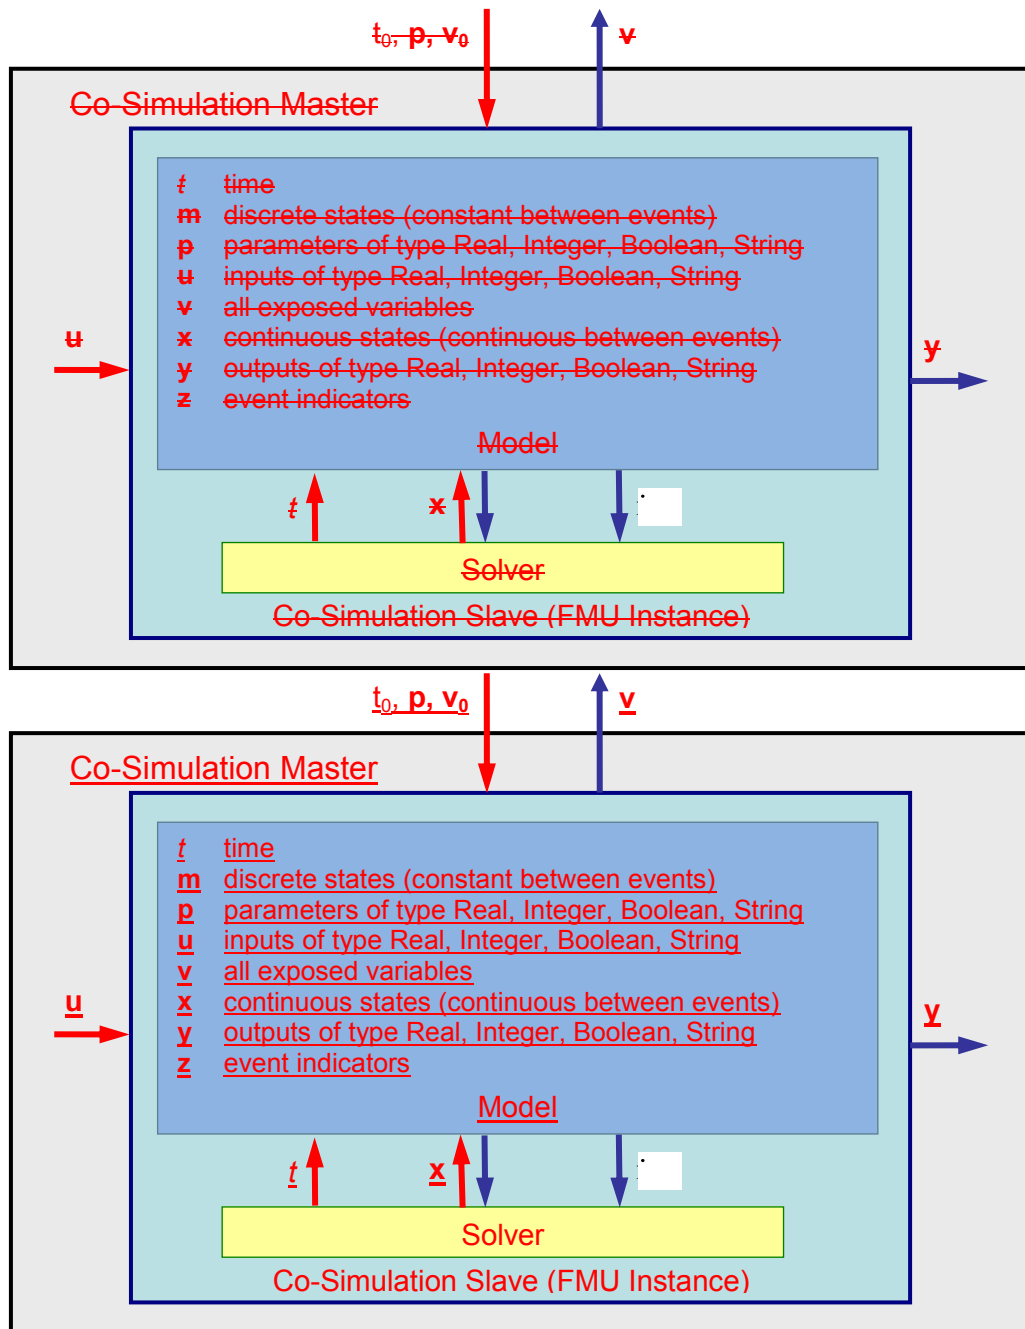 t0, p, v0 v
Co-Simulation Master
t time
m discrete states (constant between events)
p parameters of type Real, Integer, Boolean, String
u inputs of type Real, Integer, Boolean, String
v all exposed variables
u x continuous states (continuous between events) y
y outputs of type Real, Integer, Boolean, String
z event indicators
Model
t x
Solver
Co-Simulation Slave (FMU Instance)
t0, p, v0 v
Co-Simulation Master
t time
m discrete states (constant between events)
p parameters of type Real, Integer, Boolean, String
u inputs of type Real, Integer, Boolean, String
v all exposed variables
u x continuous states (continuous between events) y
y outputs of type Real, Integer, Boolean, String
z event indicators
Model
t x
Solver
Co-Simulation Slave (FMU Instance)